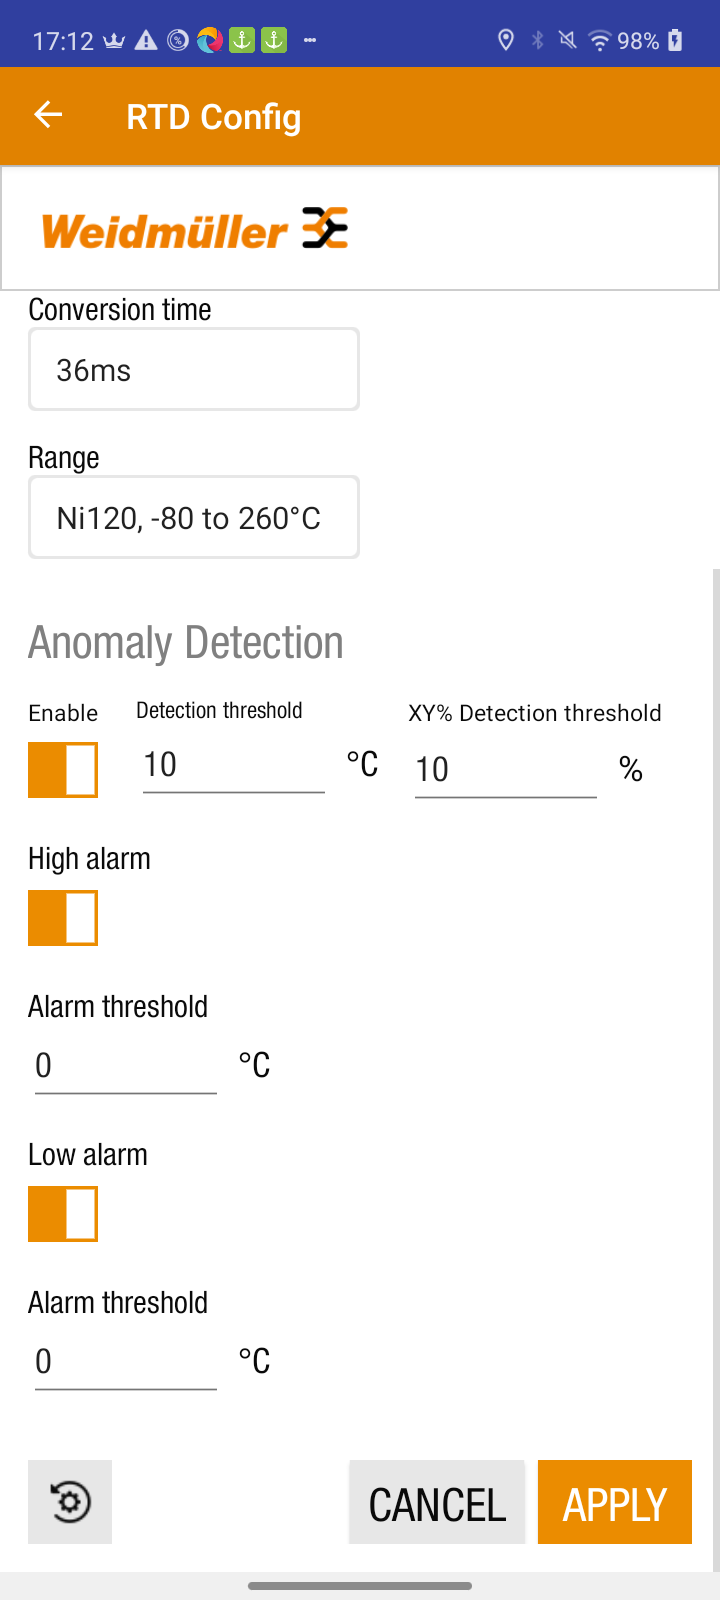 17:12 98%
RTD Config
Weidmüller
Conversion time
36ms
Range
Ni120, -80 to 260°C
Anomaly Detection
Enable Detection threshold XY% Detection threshold
10 °C 10 %
High alarm
Alarm threshold
0 °C
Low alarm
Alarm threshold
0 °C
CANCEL APPLY